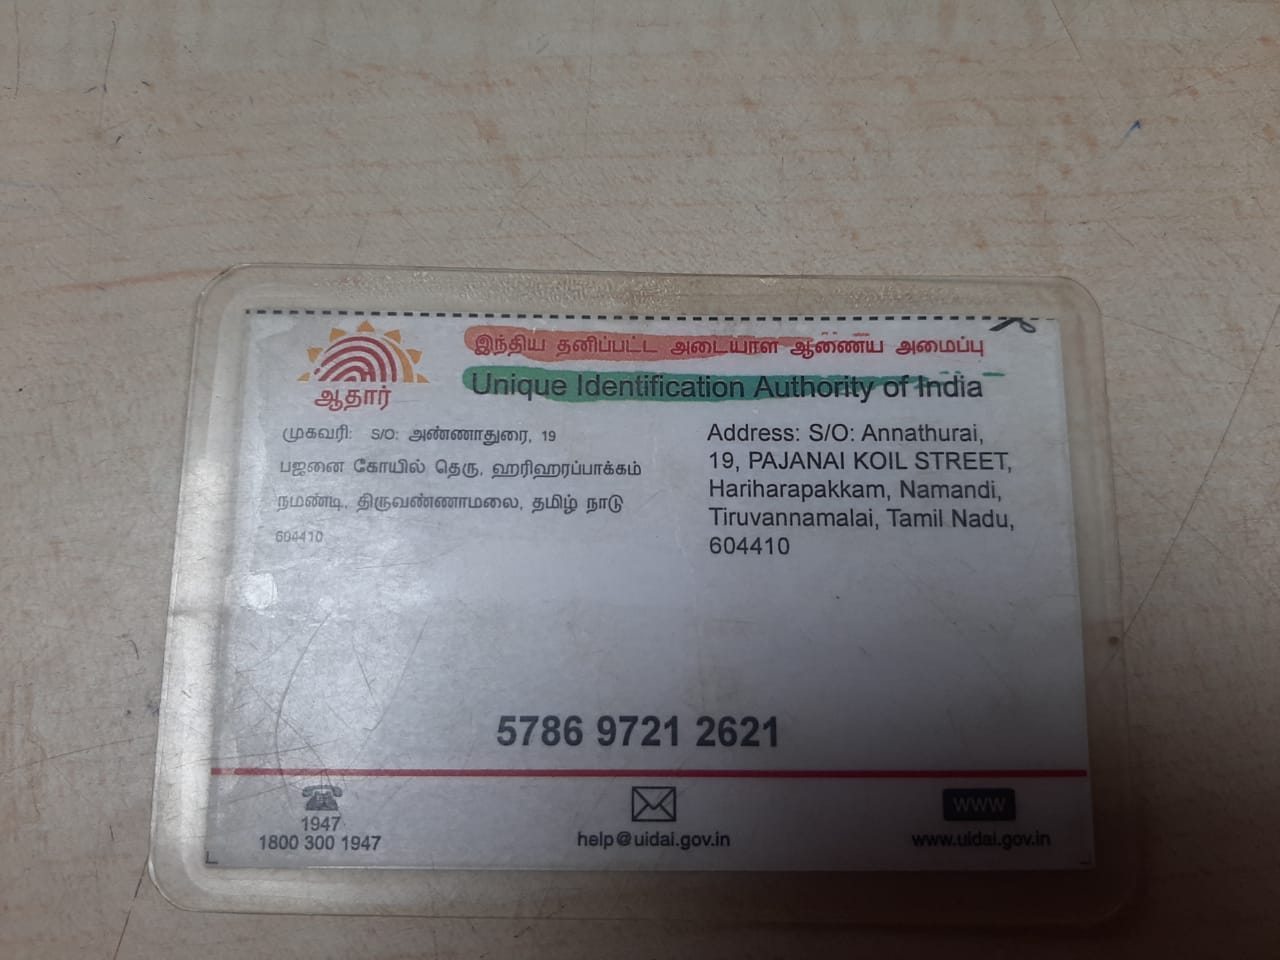 இந்திய தனிப்பட்ட அடையாள ஆணைய அமைப்பு
Unique Identification Authority of India
ஆதார்
முகவரி: S/O: அண்ணாதுரை, 19
பஜனை கோயில் தெரு, ஹரிஹரப்பாக்கம்
நமண்டி, திருவண்ணாமலை, தமிழ் நாடு
604410
Address: S/O: Annathurai,
19, PAJANAI KOIL STREET,
Hariharapakkam, Namandi,
Tiruvannamalai, Tamil Nadu,
604410
5786 9721 2621
1947
1800 300 1947
help@uidai.gov.in
WWW
www.uidai.gov.in